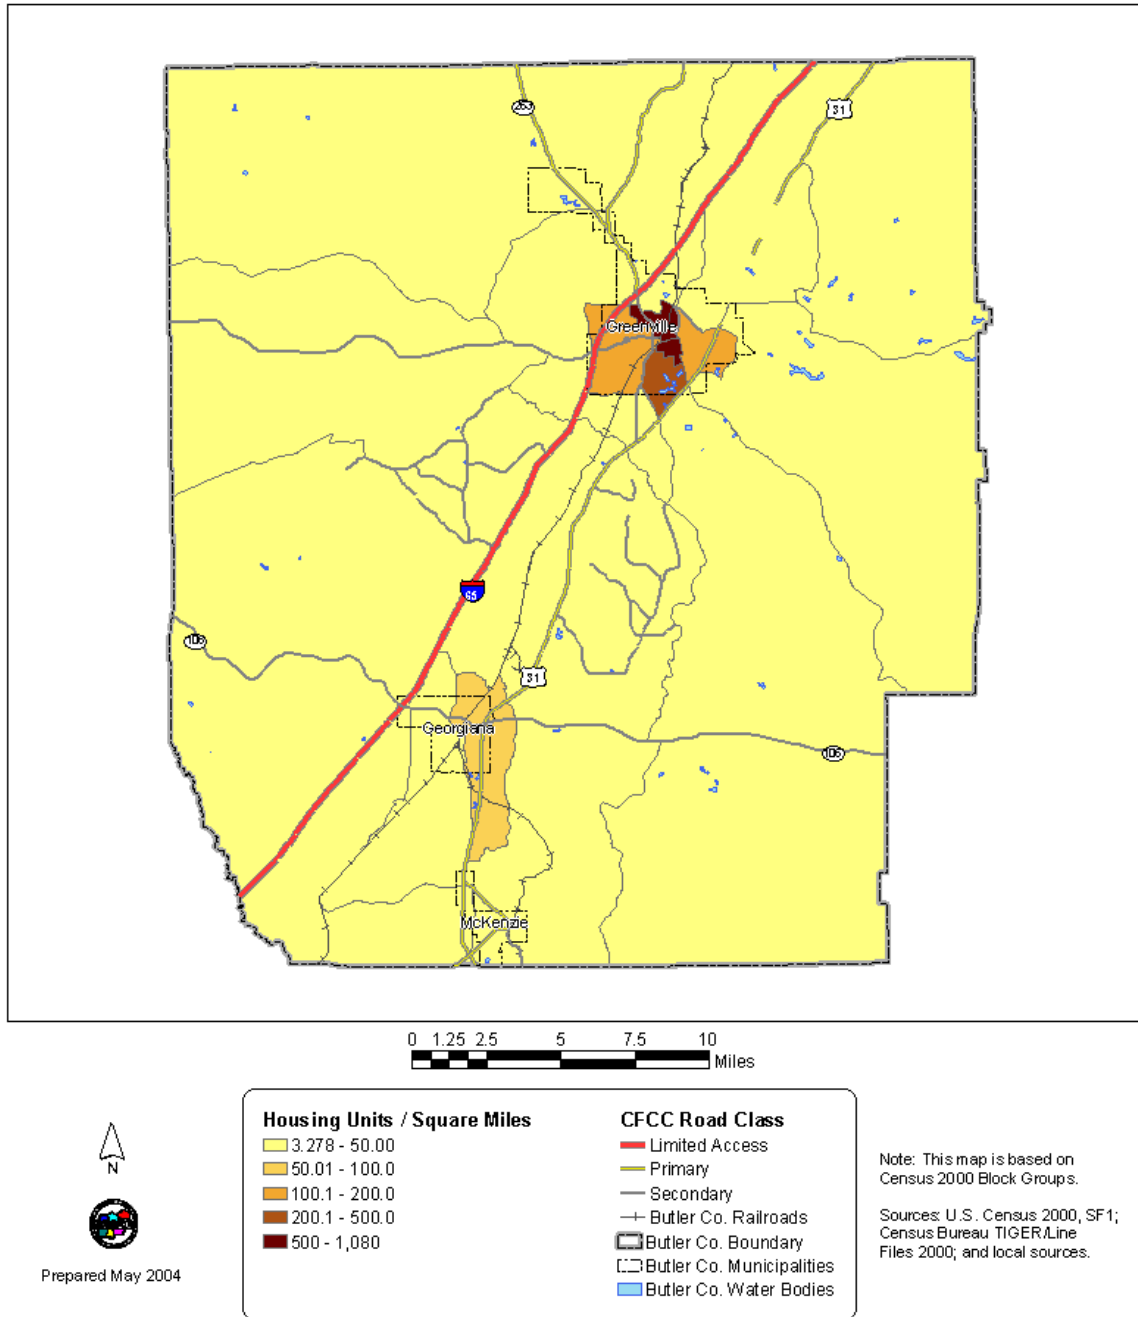 263
31
Greenville
65
106
31
Georgiana
106
McKenzie
0 1.25 2.5 5 7.5 10
Miles
N
Prepared May 2004
Housing Units / Square Miles
3.278 - 50.00
50.01 - 100.0
100.1 - 200.0
200.1 - 500.0
500 - 1,080
CFCC Road Class
Limited Access
Primary
Secondary
Butler Co. Railroads
Butler Co. Boundary
Butler Co. Municipalities
Butler Co. Water Bodies
Note: This map is based on
Census 2000 Block Groups.
Sources: U.S. Census 2000, SF1;
Census Bureau TIGER/Line
Files 2000; and local sources.